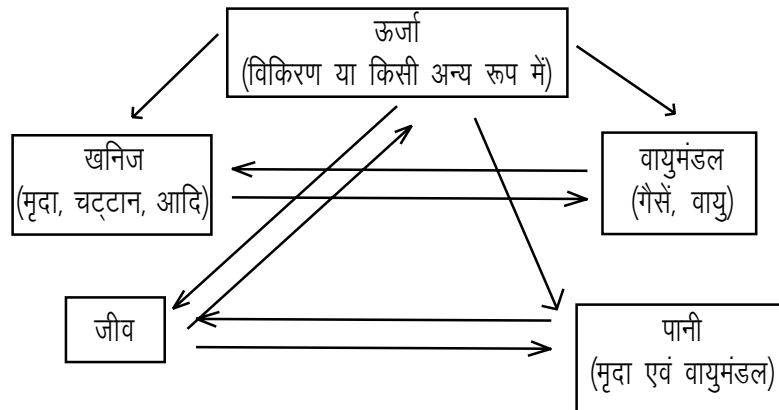 ऊर्जा
(विकिरण या किसी अन्य रूप में)
खनिज
(मृदा, चट्टान, आदि)
वायुमंडल
(गैसें, वायु)
जीव
पानी
(मृदा एवं वायुमंडल)